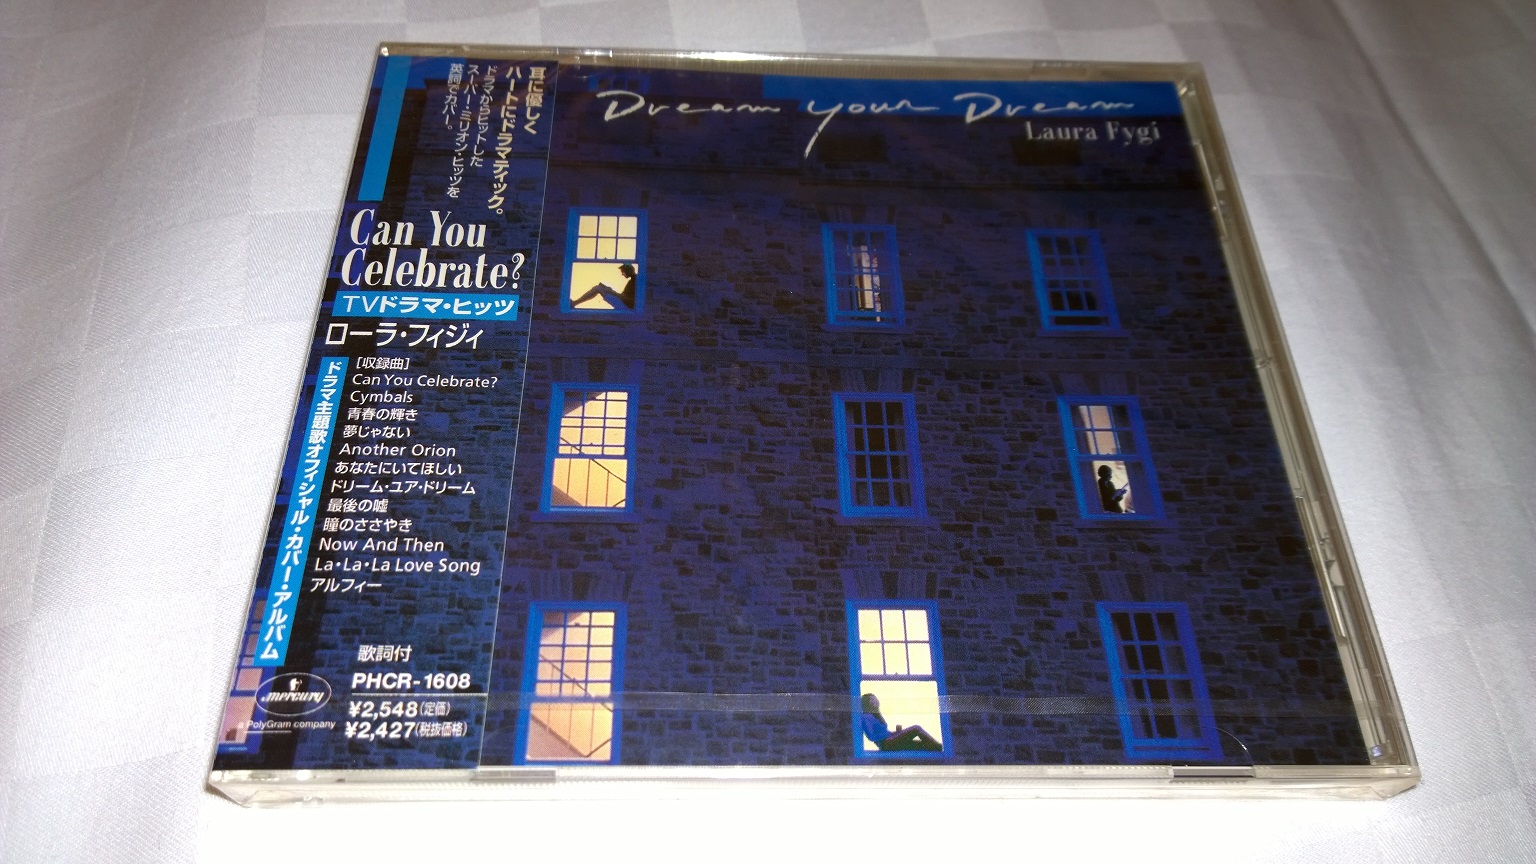 Dream your Dream
Laura Fygi
耳に優しく
ハートにドラマティック。
ドラマからヒットした
スーパー・ミリオン・ヒッツを
英詞でカバー。
Can You
Celebrate?
TVドラマ・ヒッツ
ローラ・フィジィ
ドラマ主題歌オフィシャル・カバー・アルバム
[収録曲]
Can You Celebrate?
Cymbals
青春の輝き
夢じゃない
Another Orion
あなたにいてほしい
ドリーム・ユア・ドリーム
最後の嘘
瞳のささやき
Now And Then
La・La・La Love Song
アルフィー
歌詞付
PHCR-1608
¥2,548(定価)
¥2,427(税抜価格)
mercury
a PolyGram company